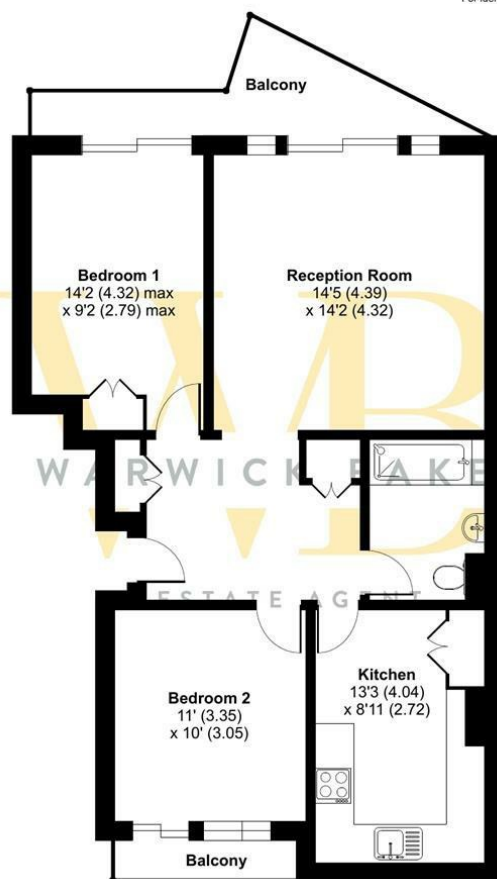 Balcony
Bedroom 1
14'2 (4.32) max
x 9'2 (2.79) max
Reception Room
14'5 (4.39)
x 14'2 (4.32)
WB
WARWICK BAKE
ESTATE AGENT
Bedroom 2
11' (3.35)
x 10' (3.05)
Kitchen
13'3 (4.04)
x 8'11 (2.72)
Balcony